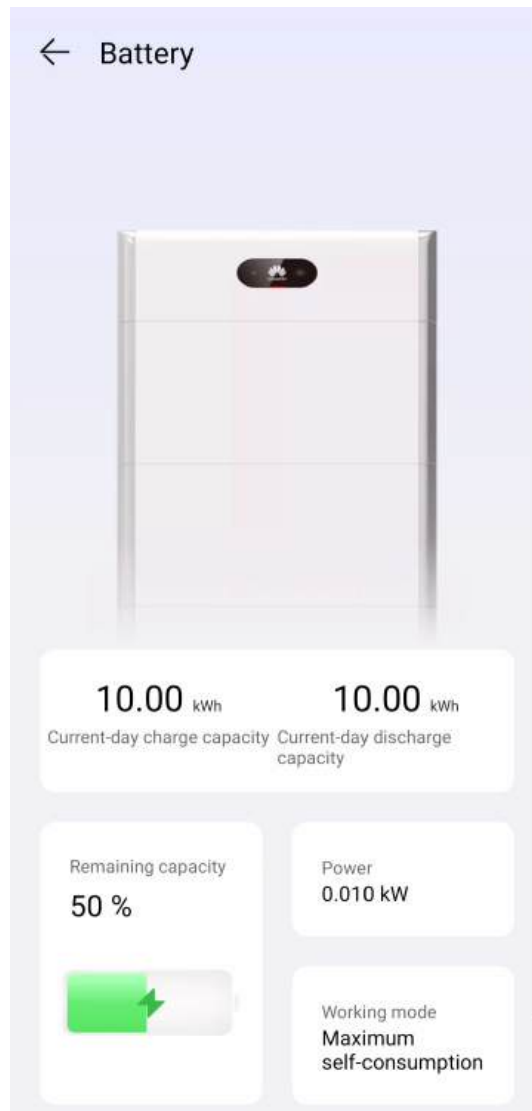 Battery
10.00 kWh
10.00 kWh
Current-day charge capacity
Current-day discharge
capacity
Remaining capacity
50 %
Power
0.010 kW
Working mode
Maximum
self-consumption